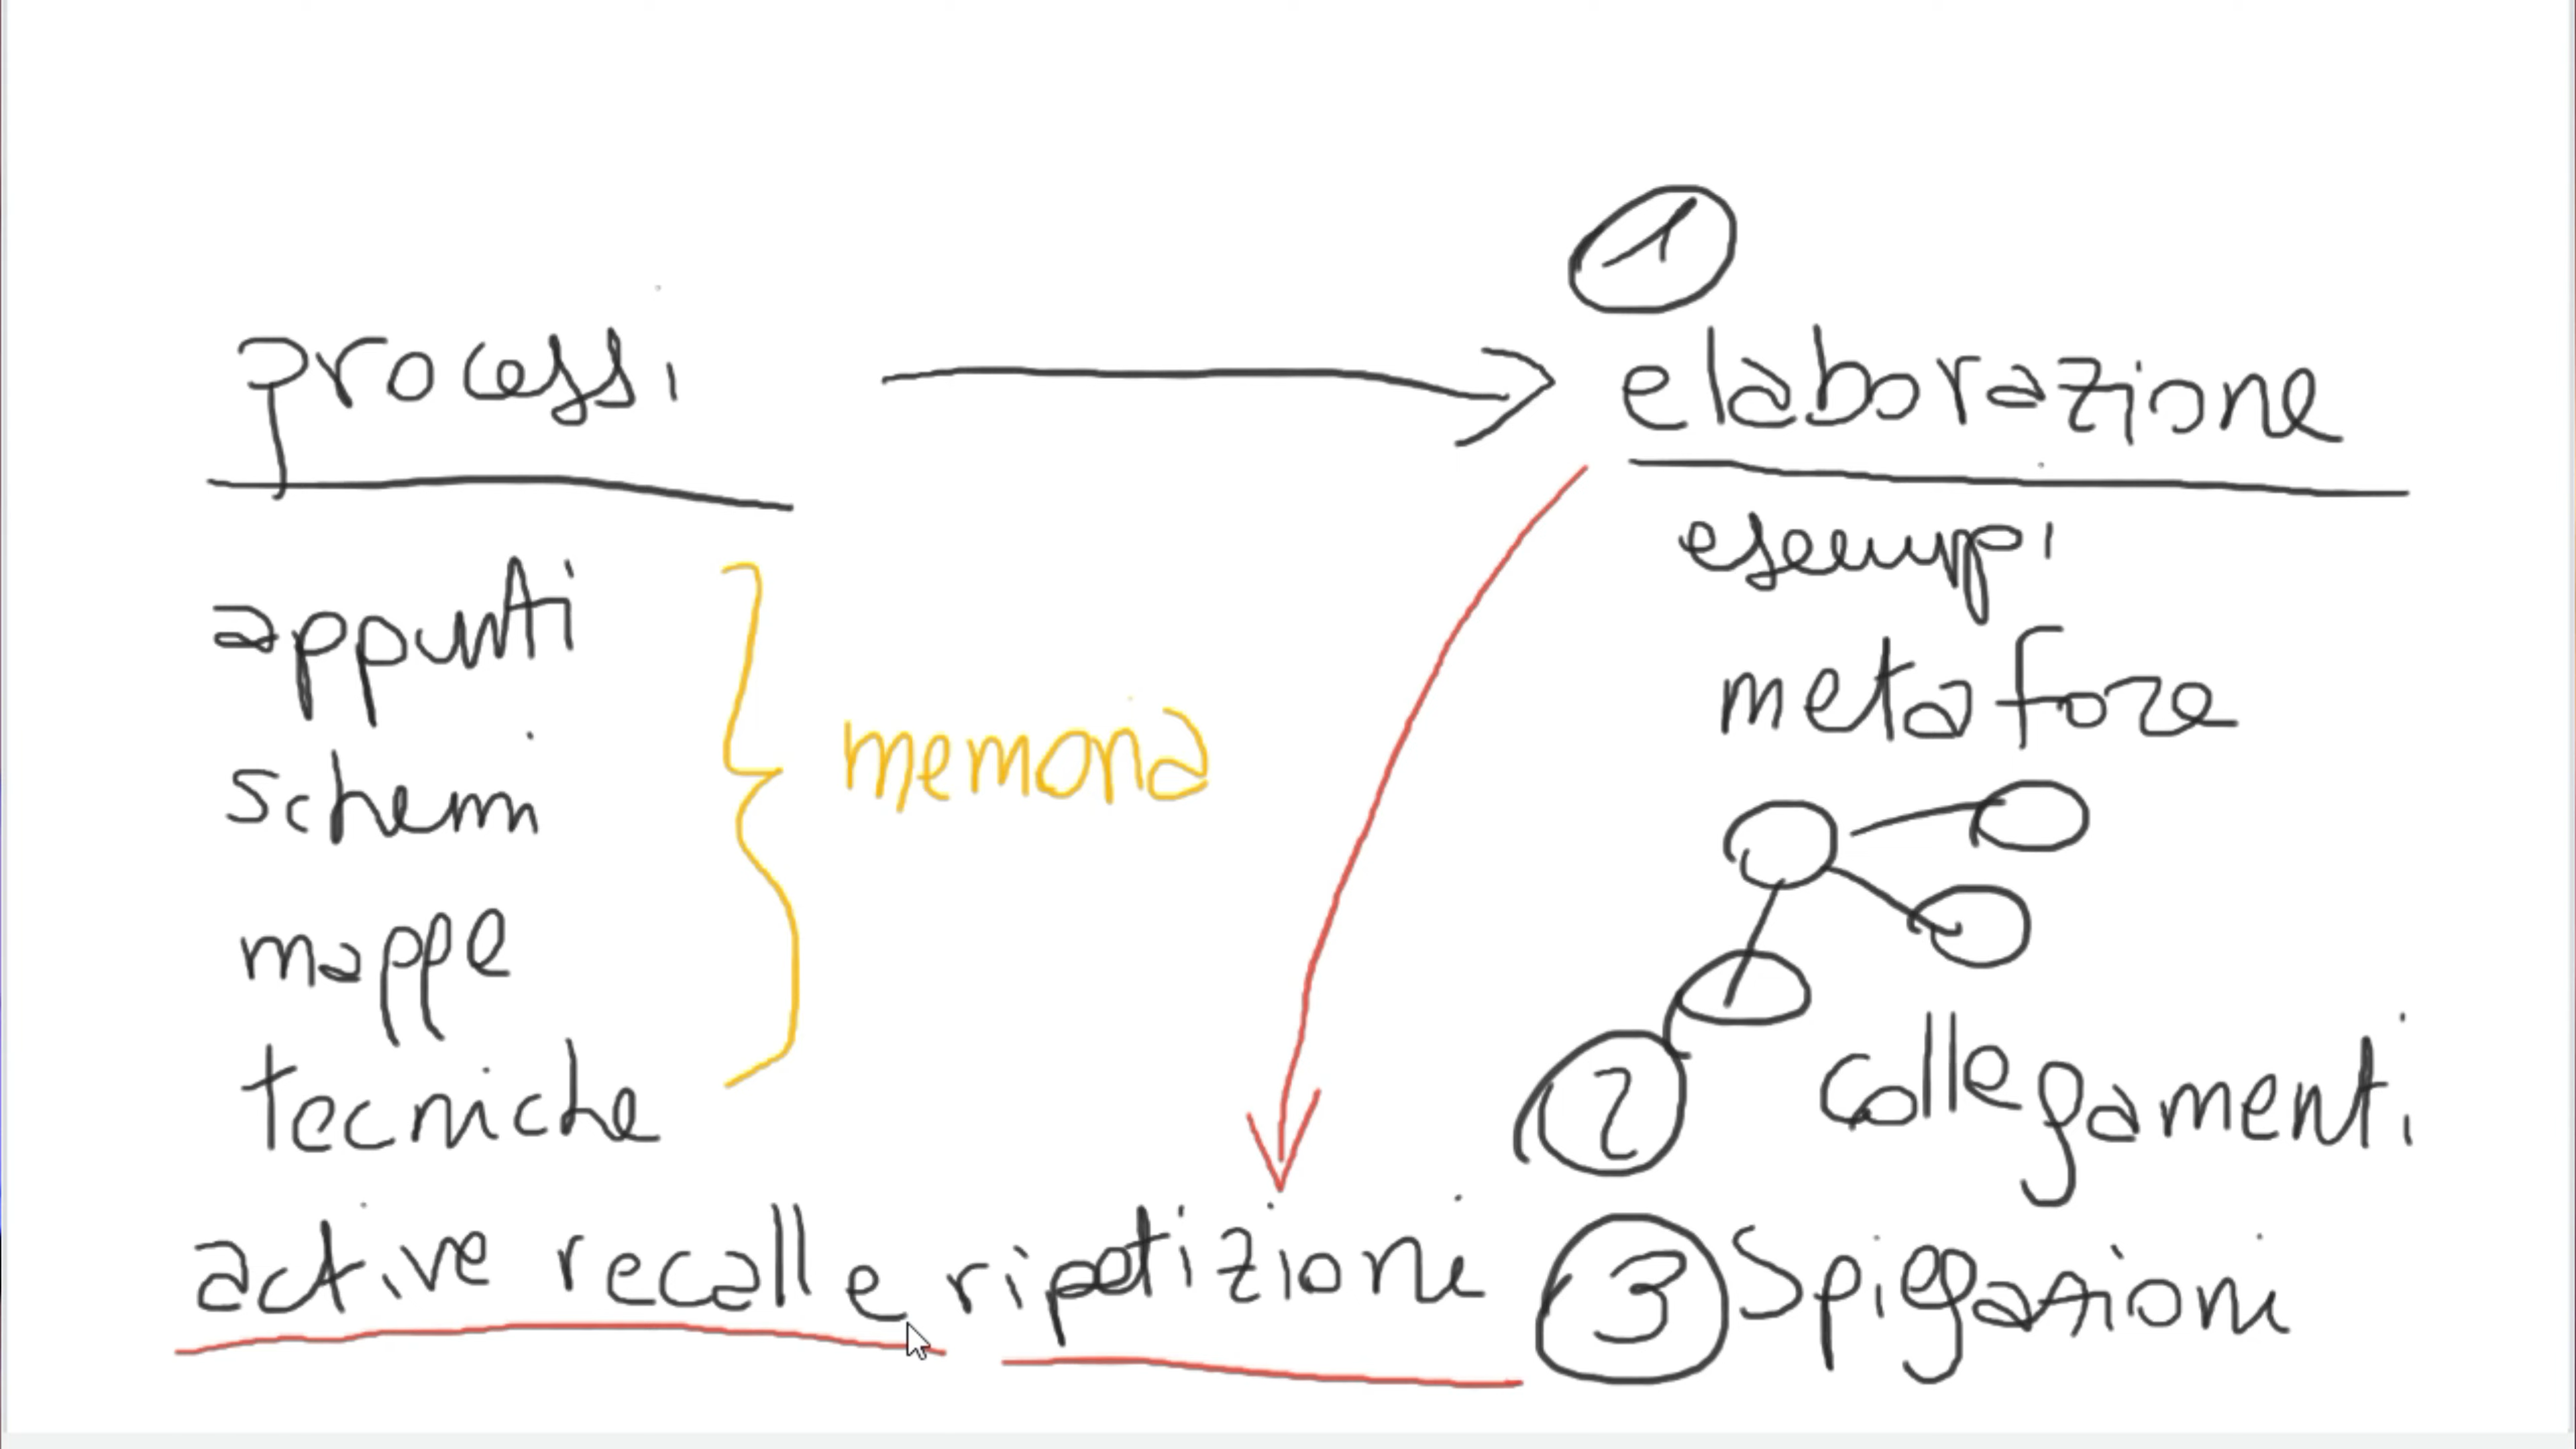 1
processi
elaborazione
appunti
schemi
mappe
tecniche
memoria
esempi
metafore
2 collegamenti
active recall e ripetizione
3 Spiegazioni